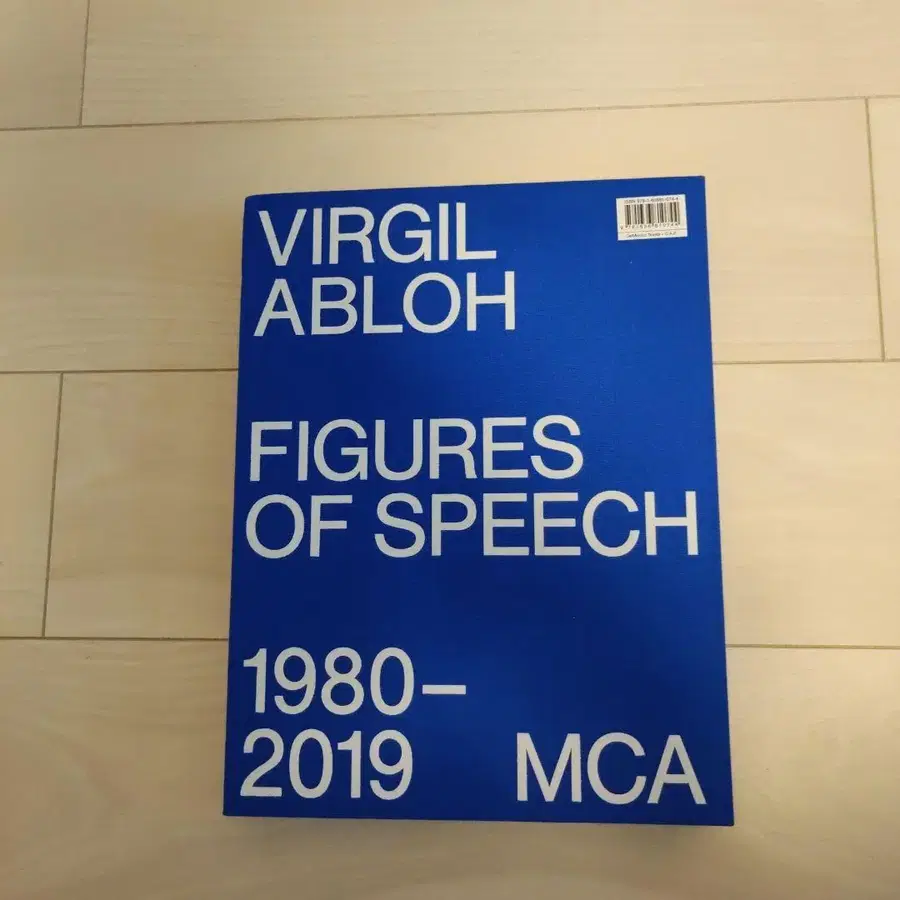 VIRGIL
ABLOH
FIGURES
OF SPEECH
1980–
2019
MCA